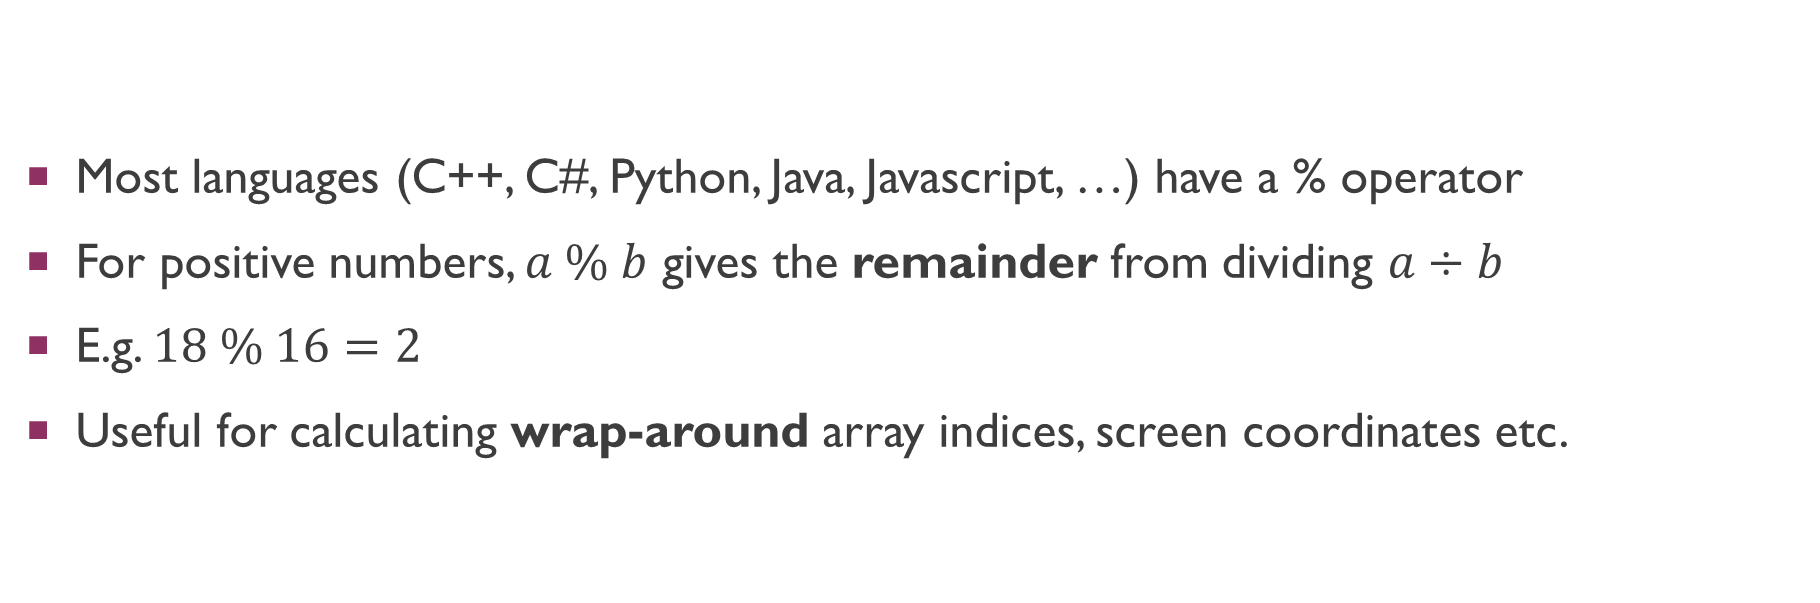 Most languages (C++, C#, Python, Java, Javascript, …) have a % operator
For positive numbers, a % b gives the remainder from dividing a ÷ b
E.g. 18 % 16 = 2
Useful for calculating wrap-around array indices, screen coordinates etc.